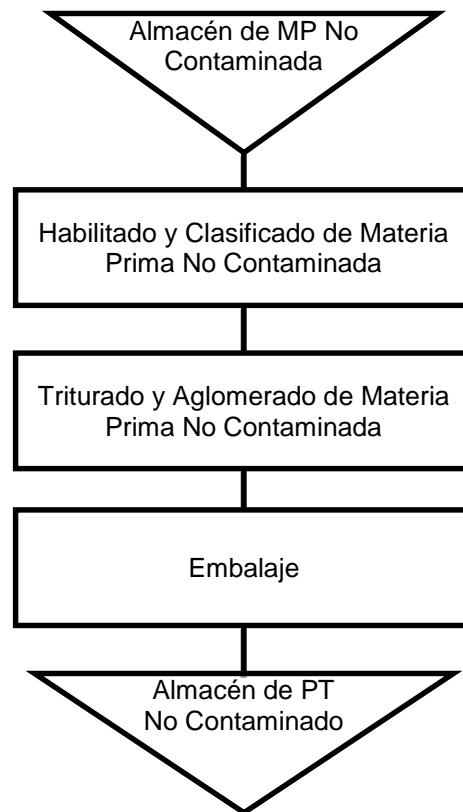 Almacén de MP No
Contaminada
Habilitado y Clasificado de Materia
Prima No Contaminada
Triturado y Aglomerado de Materia
Prima No Contaminada
Embalaje
Almacén de PT
No Contaminado